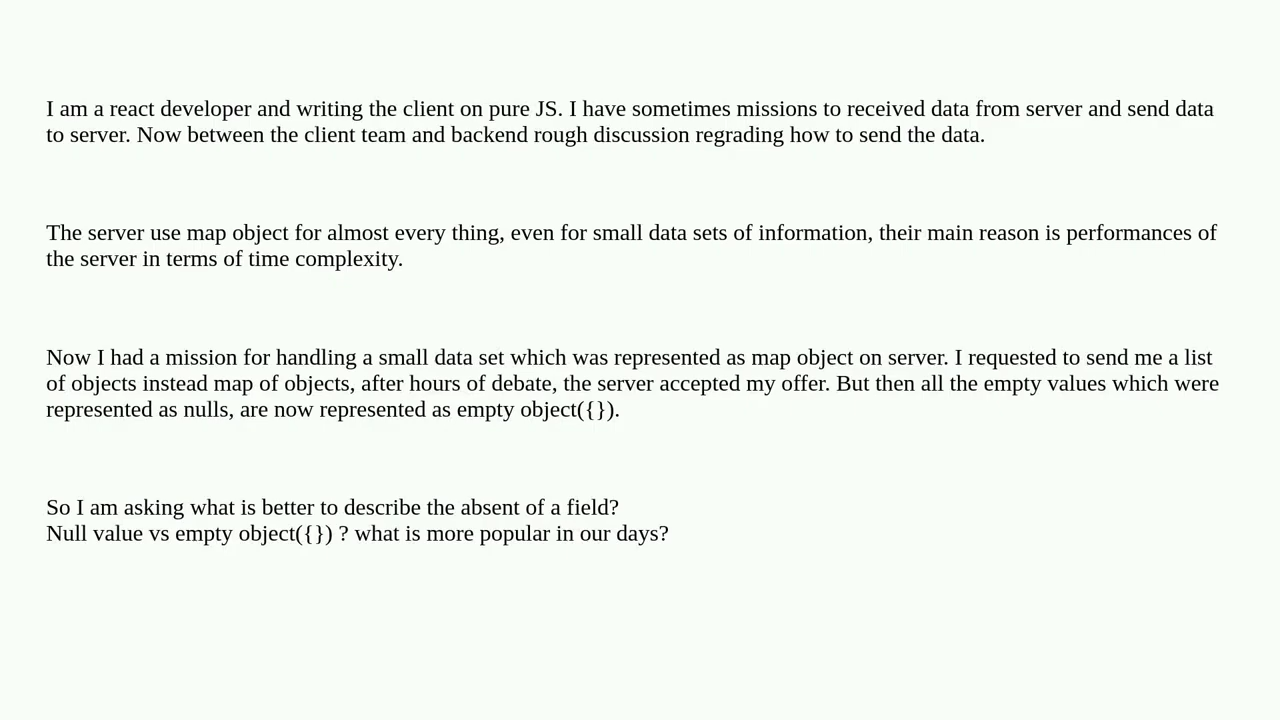 I am a react developer and writing the client on pure JS. I have sometimes missions to received data from server and send data
to server. Now between the client team and backend rough discussion regrading how to send the data.
The server use map object for almost every thing, even for small data sets of information, their main reason is performances of
the server in terms of time complexity.
Now I had a mission for handling a small data set which was represented as map object on server. I requested to send me a list
of objects instead map of objects, after hours of debate, the server accepted my offer. But then all the empty values which were
represented as nulls, are now represented as empty object({}).
So I am asking what is better to describe the absent of a field?
Null value vs empty object({}) ? what is more popular in our days?